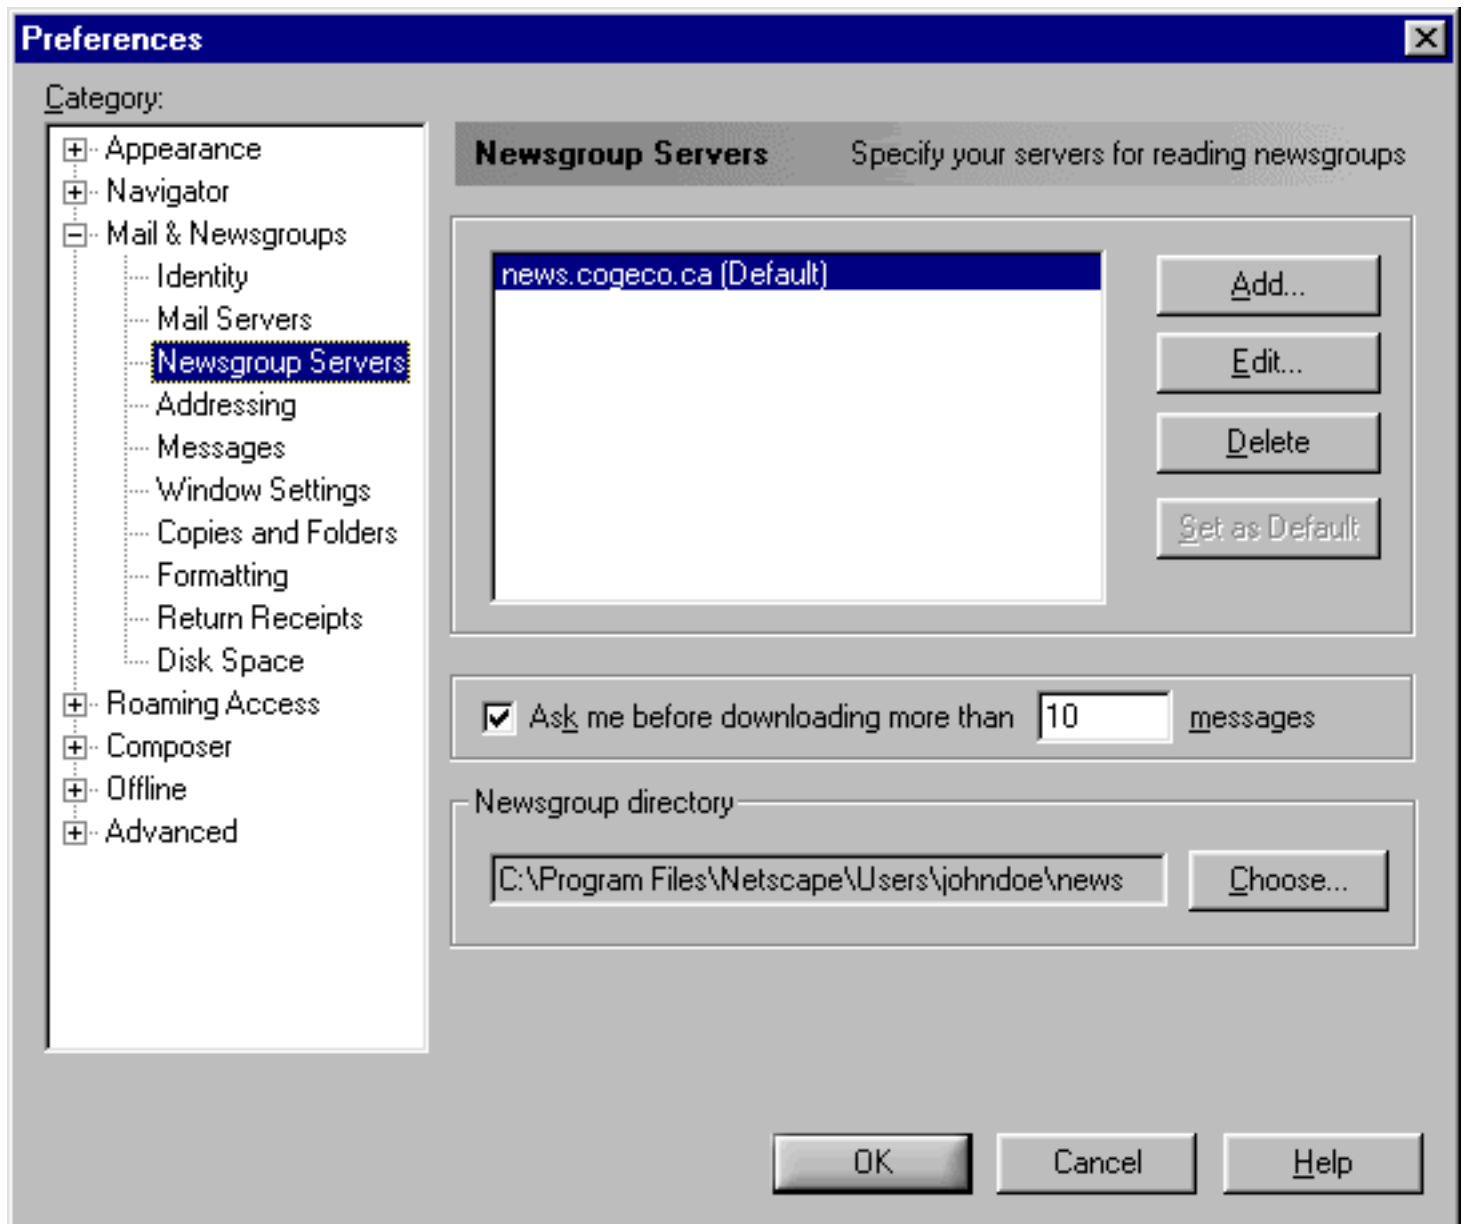 Preferences
Category:
Appearance
Navigator
Mail & Newsgroups
Identity
Mail Servers
Newsgroup Servers
Addressing
Messages
Window Settings
Copies and Folders
Formatting
Return Receipts
Disk Space
Roaming Access
Composer
Offline
Advanced
Newsgroup Servers Specify your servers for reading newsgroups
news.cogeco.ca (Default)
Add...
Edit...
Delete
Set as Default
Ask me before downloading more than 10 messages
Newsgroup directory
C:\Program Files\Netscape\Users\johndoe\news
Choose...
OK
Cancel
Help